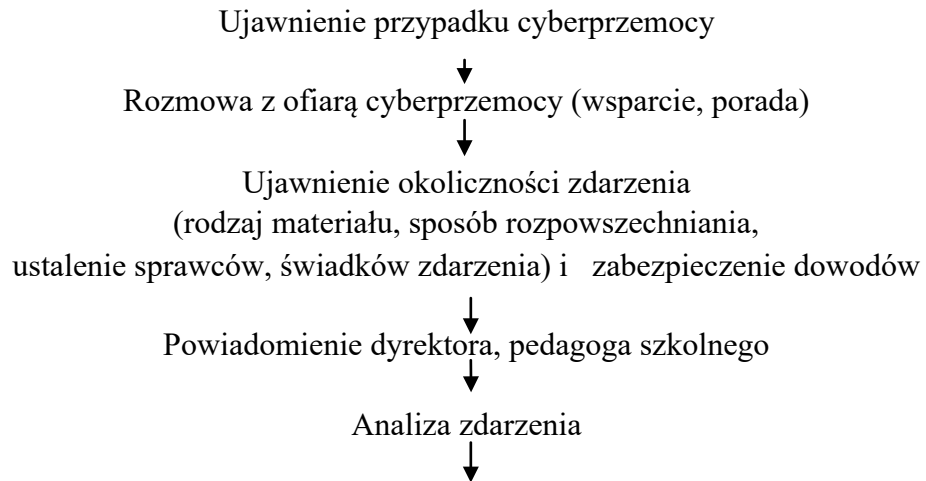 Ujawnienie przypadku cyberprzemocy
Rozmowa z ofiarą cyberprzemocy (wsparcie, porada)
Ujawnienie okoliczności zdarzenia
(rodzaj materiału, sposób rozpowszechniania,
ustalenie sprawców, świadków zdarzenia) i zabezpieczenie dowodów
Powiadomienie dyrektora, pedagoga szkolnego
Analiza zdarzenia